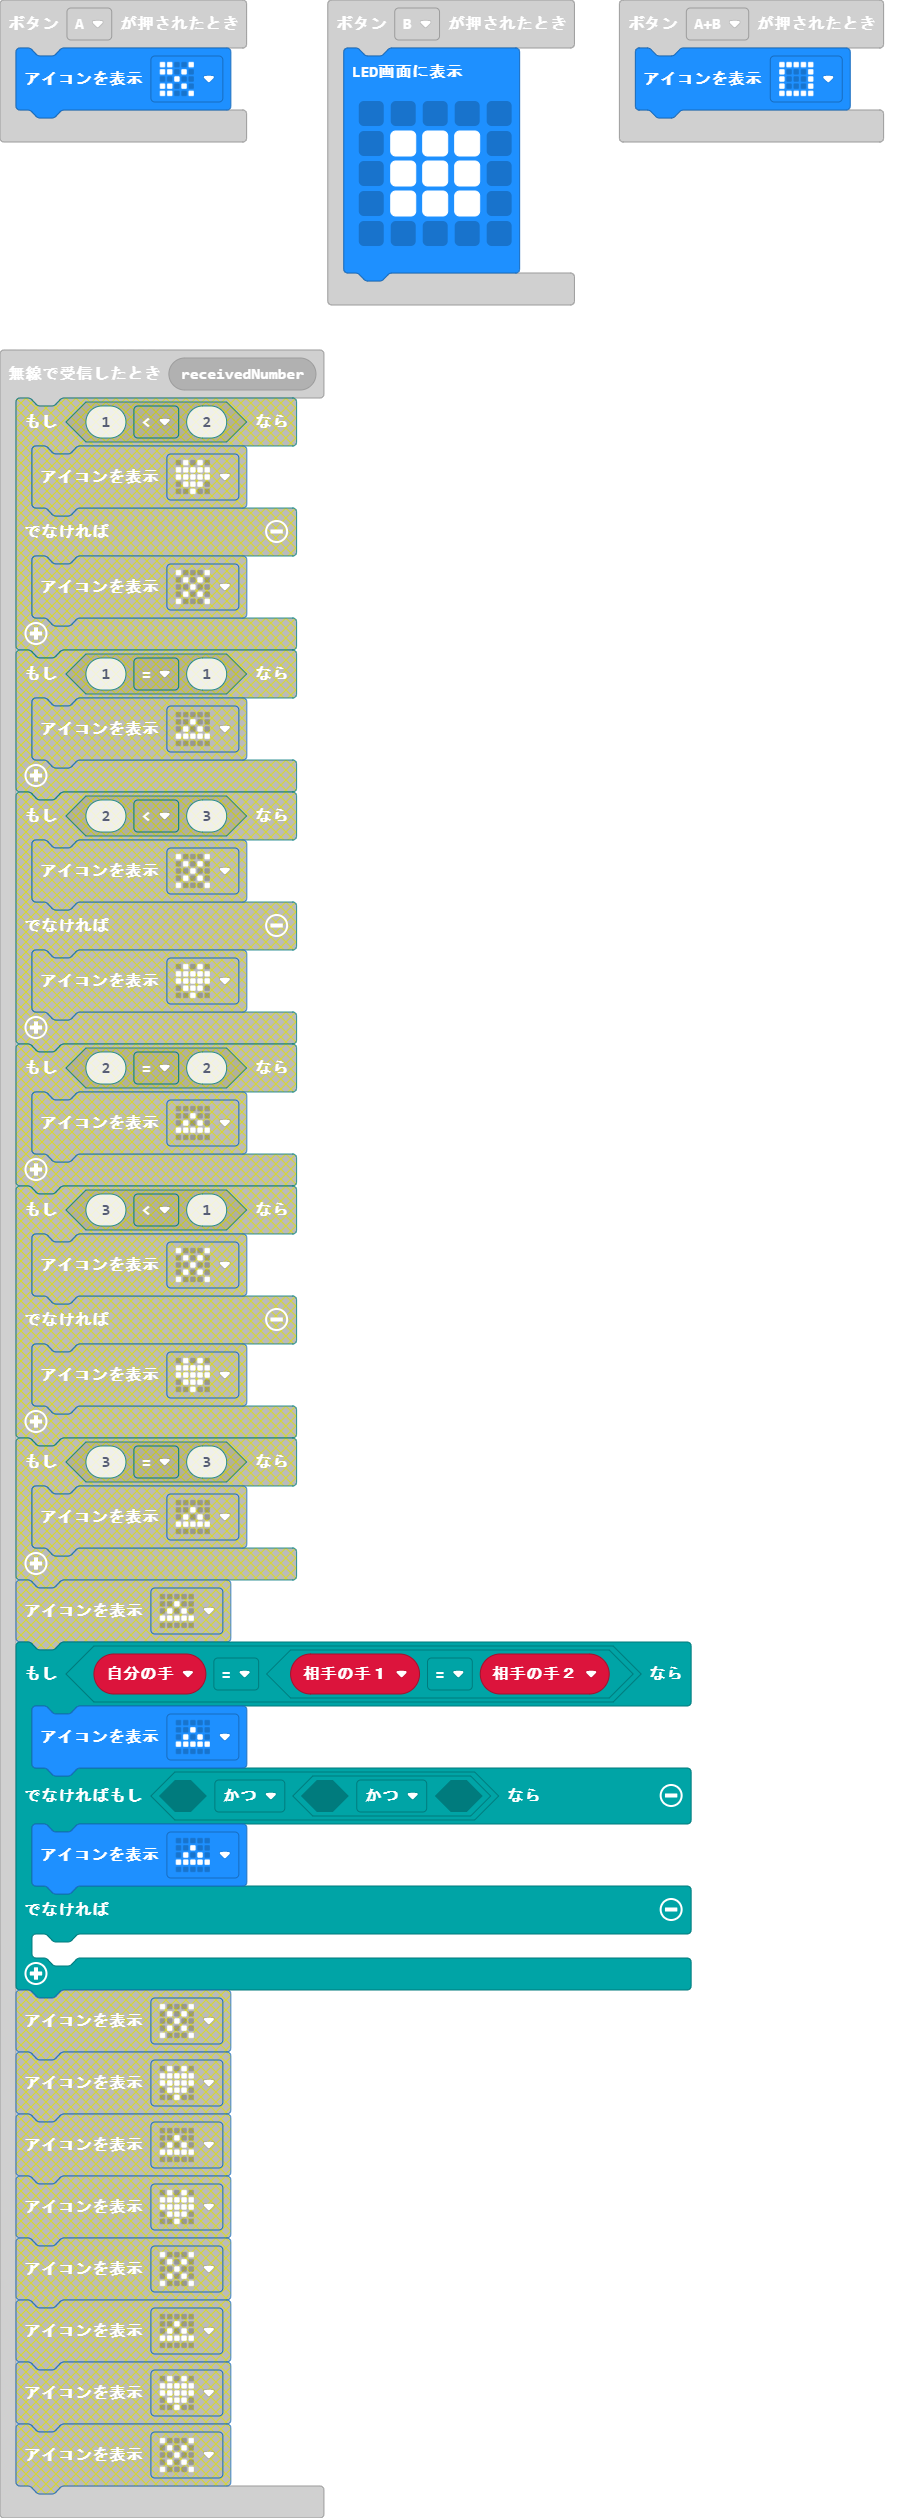 ボタン A が押されたとき
アイコンを表示
ボタン B が押されたとき
LED画面に表示
ボタン A+B が押されたとき
アイコンを表示
無線で受信したとき receivedNumber
もし 1 < 2 なら
アイコンを表示
でなければ
アイコンを表示
もし 1 = 1 なら
アイコンを表示
もし 2 < 3 なら
アイコンを表示
でなければ
アイコンを表示
もし 2 = 2 なら
アイコンを表示
もし 3 < 1 なら
アイコンを表示
でなければ
アイコンを表示
もし 3 = 3 なら
アイコンを表示
アイコンを表示
もし 自分の手 = 相手の手1 = 相手の手2 なら
アイコンを表示
でなければもし かつ かつ なら
アイコンを表示
でなければ
アイコンを表示
アイコンを表示
アイコンを表示
アイコンを表示
アイコンを表示
アイコンを表示
アイコンを表示
アイコンを表示